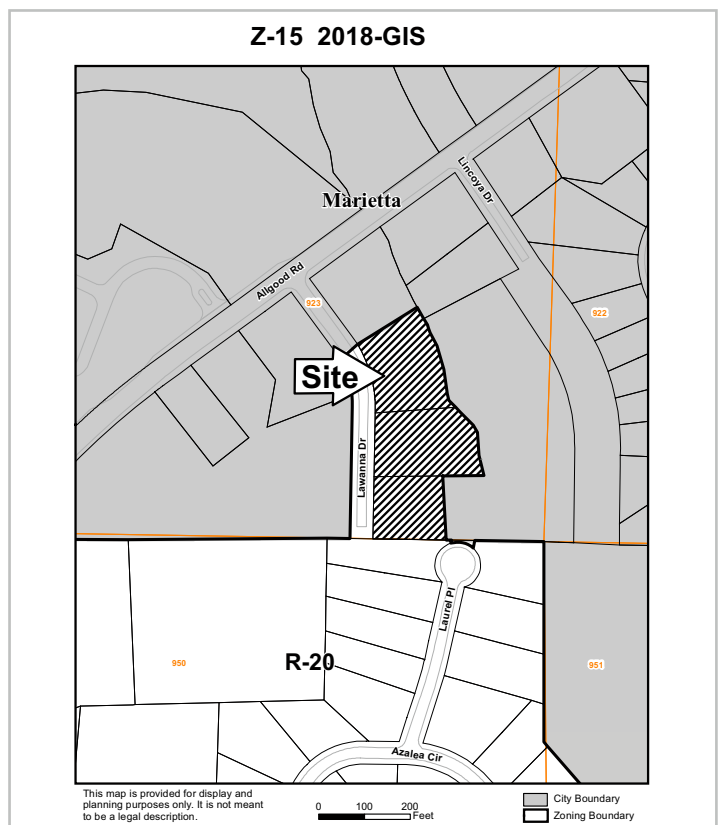 Z-15 2018-GIS
Lincoya Dr
Marietta
Allgood Rd
923
922
Site
Lawanna Dr
Laurel Pl
R-20
950
951
Azalea Cir
This map is provided for display and
planning purposes only. It is not meant
to be a legal description.
0 100 200
Feet
City Boundary
Zoning Boundary